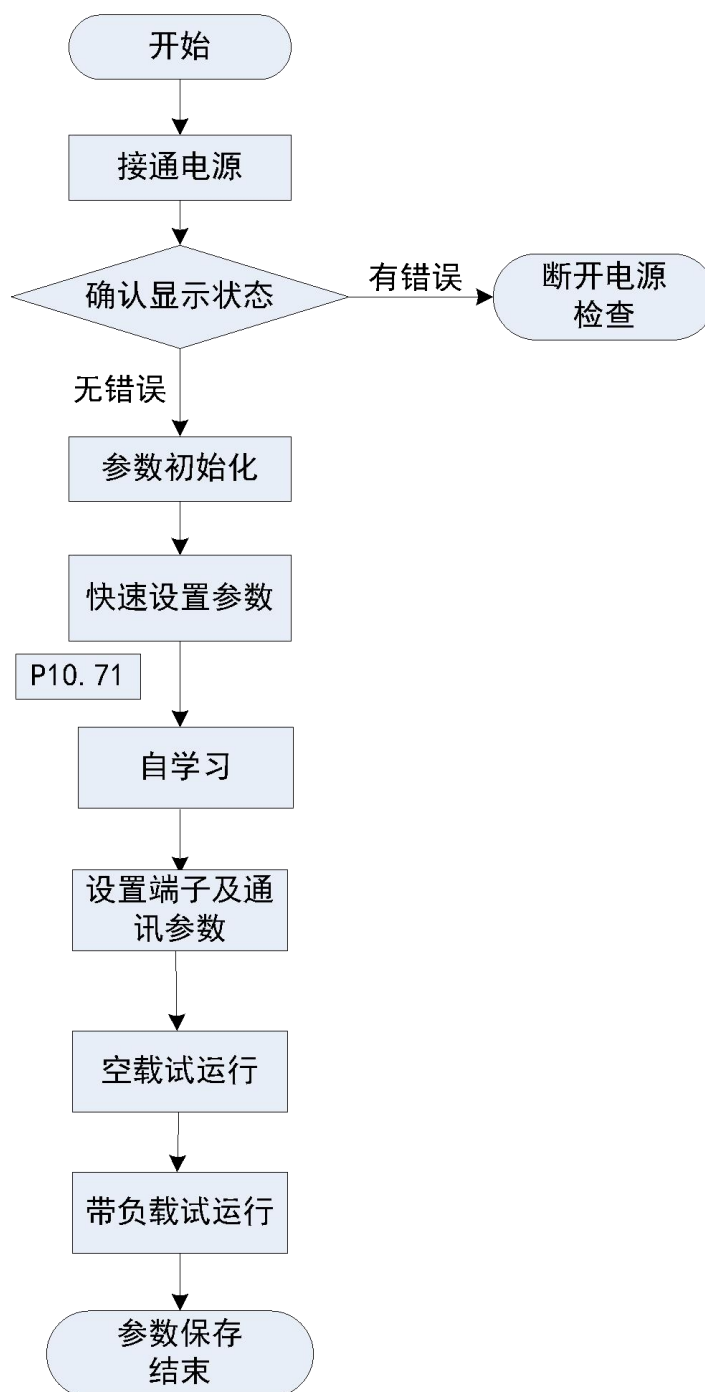 开始
接通电源
确认显示状态
有错误
断开电源
检查
无错误
参数初始化
快速设置参数
P10.71
自学习
设置端子及通
讯参数
空载试运行
带负载试运行
参数保存
结束